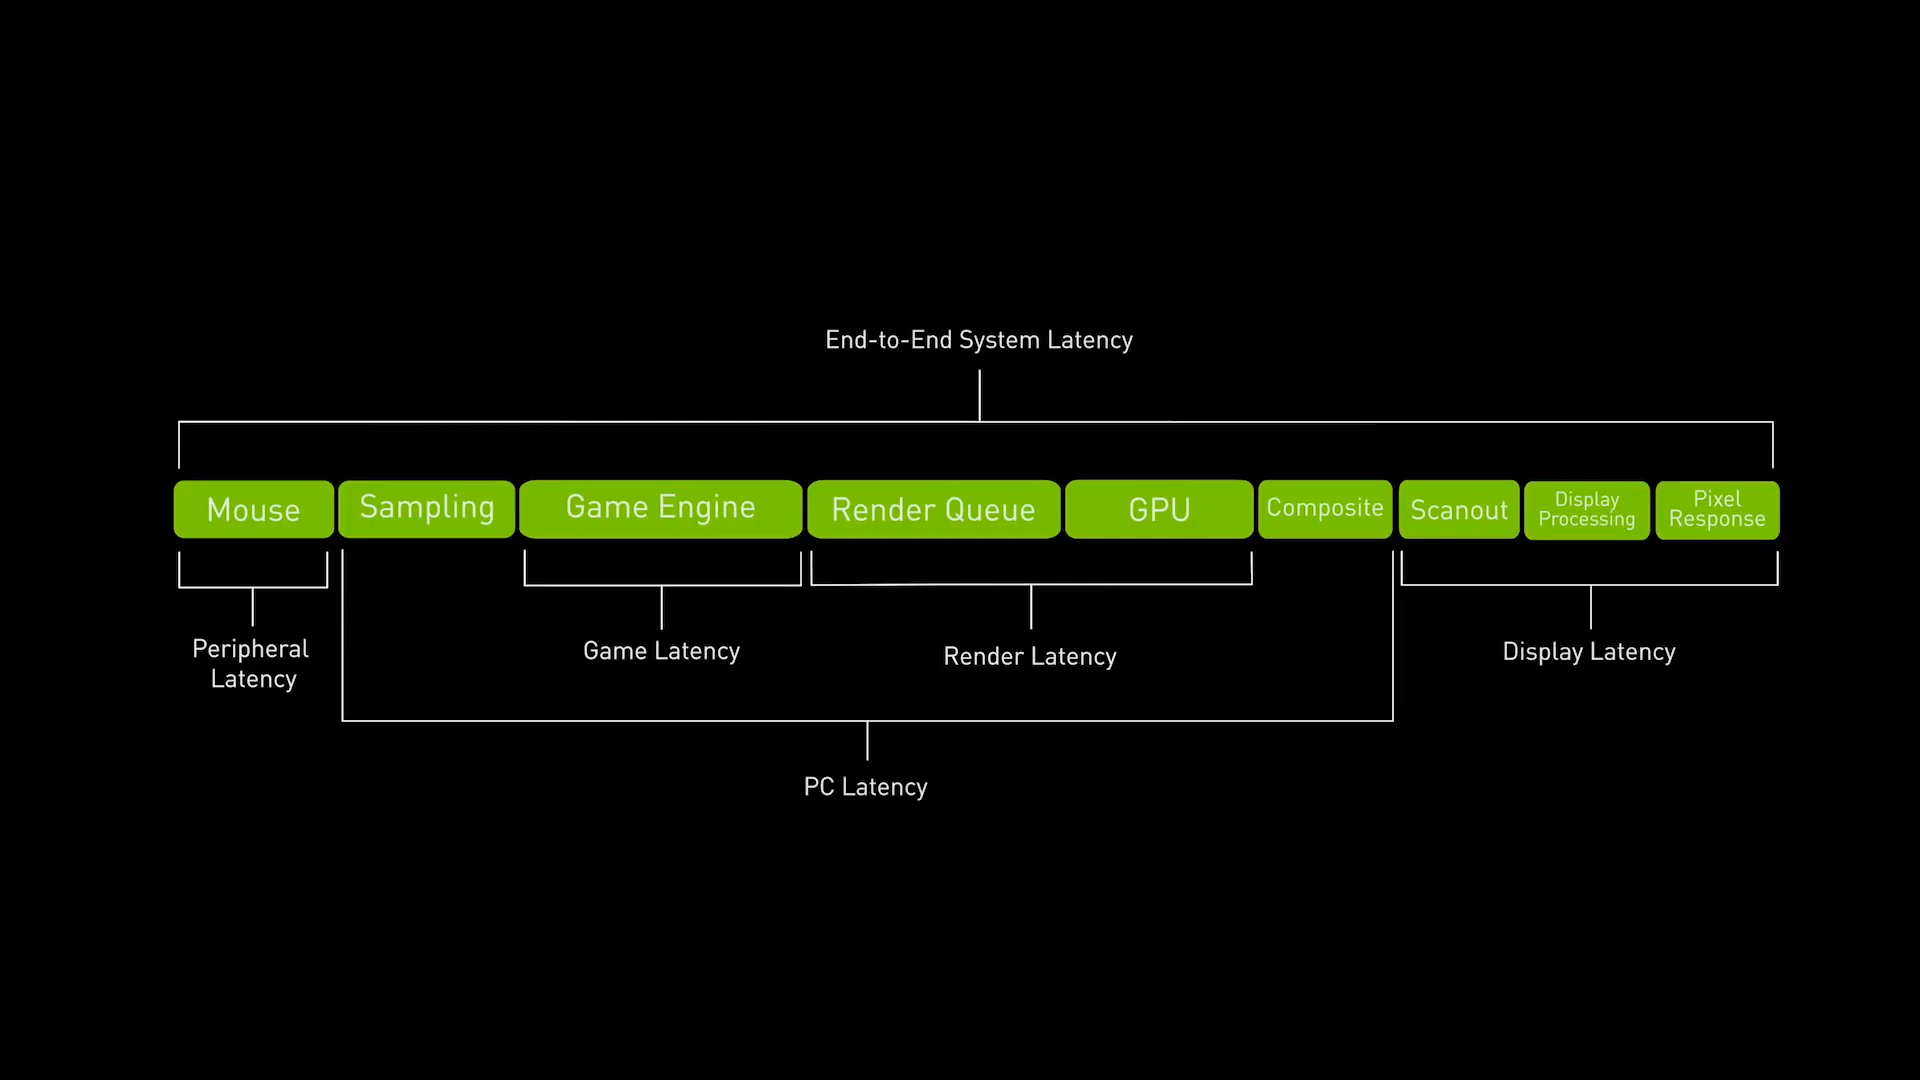 End-to-End System Latency
Mouse
Sampling
Game Engine
Render Queue
GPU
Composite
Scanout
Display
Processing
Pixel
Response
Peripheral
Latency
Game Latency
Render Latency
Display Latency
PC Latency